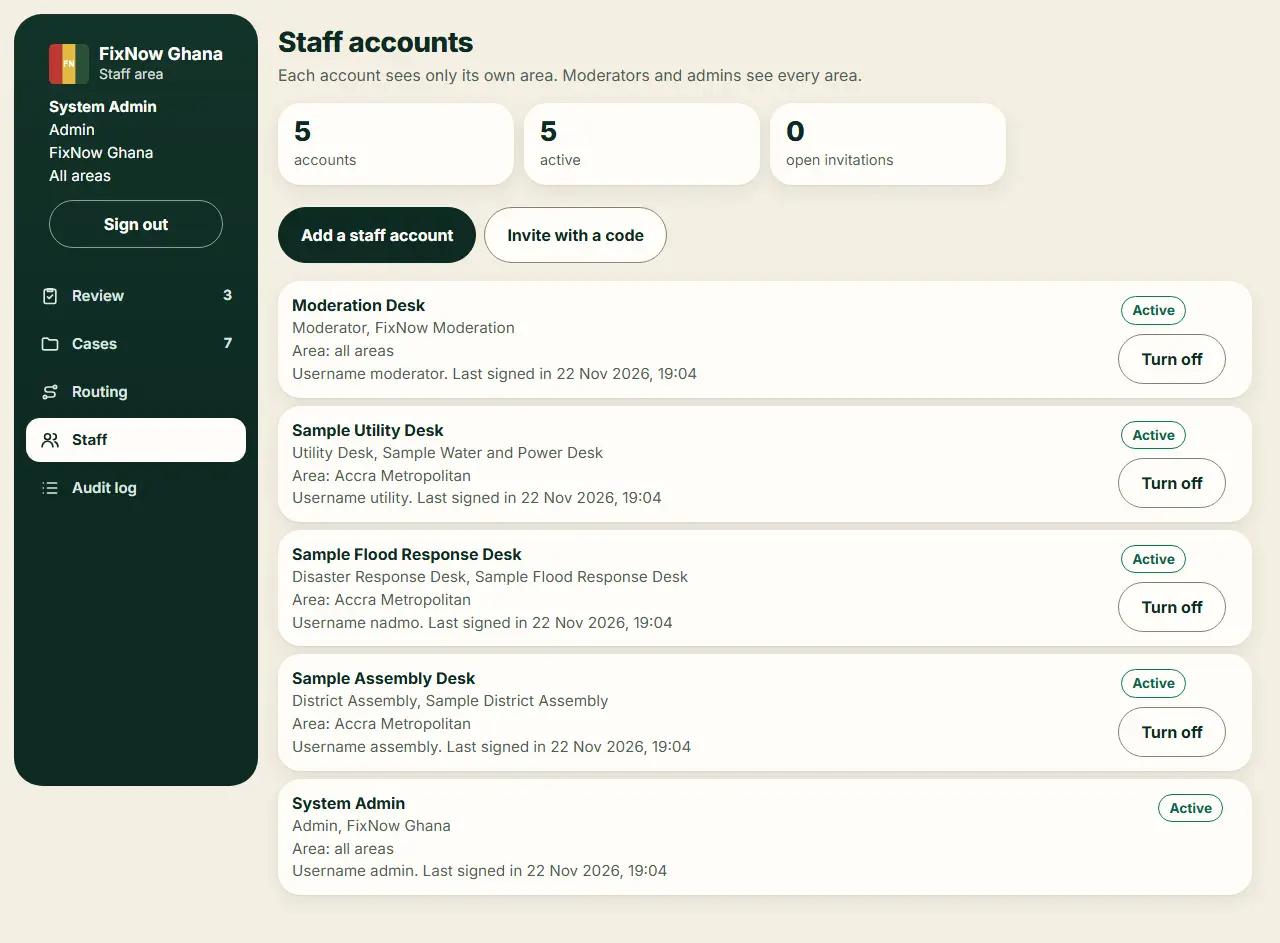 FN
FixNow Ghana
Staff area
System Admin
Admin
FixNow Ghana
All areas
Sign out
Review 3
Cases 7
Routing
Staff
Audit log
Staff accounts
Each account sees only its own area. Moderators and admins see every area.
5
accounts
5
active
0
open invitations
Add a staff account
Invite with a code
Moderation Desk
Moderator, FixNow Moderation
Area: all areas
Username moderator. Last signed in 22 Nov 2026, 19:04
Active
Turn off
Sample Utility Desk
Utility Desk, Sample Water and Power Desk
Area: Accra Metropolitan
Username utility. Last signed in 22 Nov 2026, 19:04
Active
Turn off
Sample Flood Response Desk
Disaster Response Desk, Sample Flood Response Desk
Area: Accra Metropolitan
Username nadmo. Last signed in 22 Nov 2026, 19:04
Active
Turn off
Sample Assembly Desk
District Assembly, Sample District Assembly
Area: Accra Metropolitan
Username assembly. Last signed in 22 Nov 2026, 19:04
Active
Turn off
System Admin
Admin, FixNow Ghana
Area: all areas
Username admin. Last signed in 22 Nov 2026, 19:04
Active